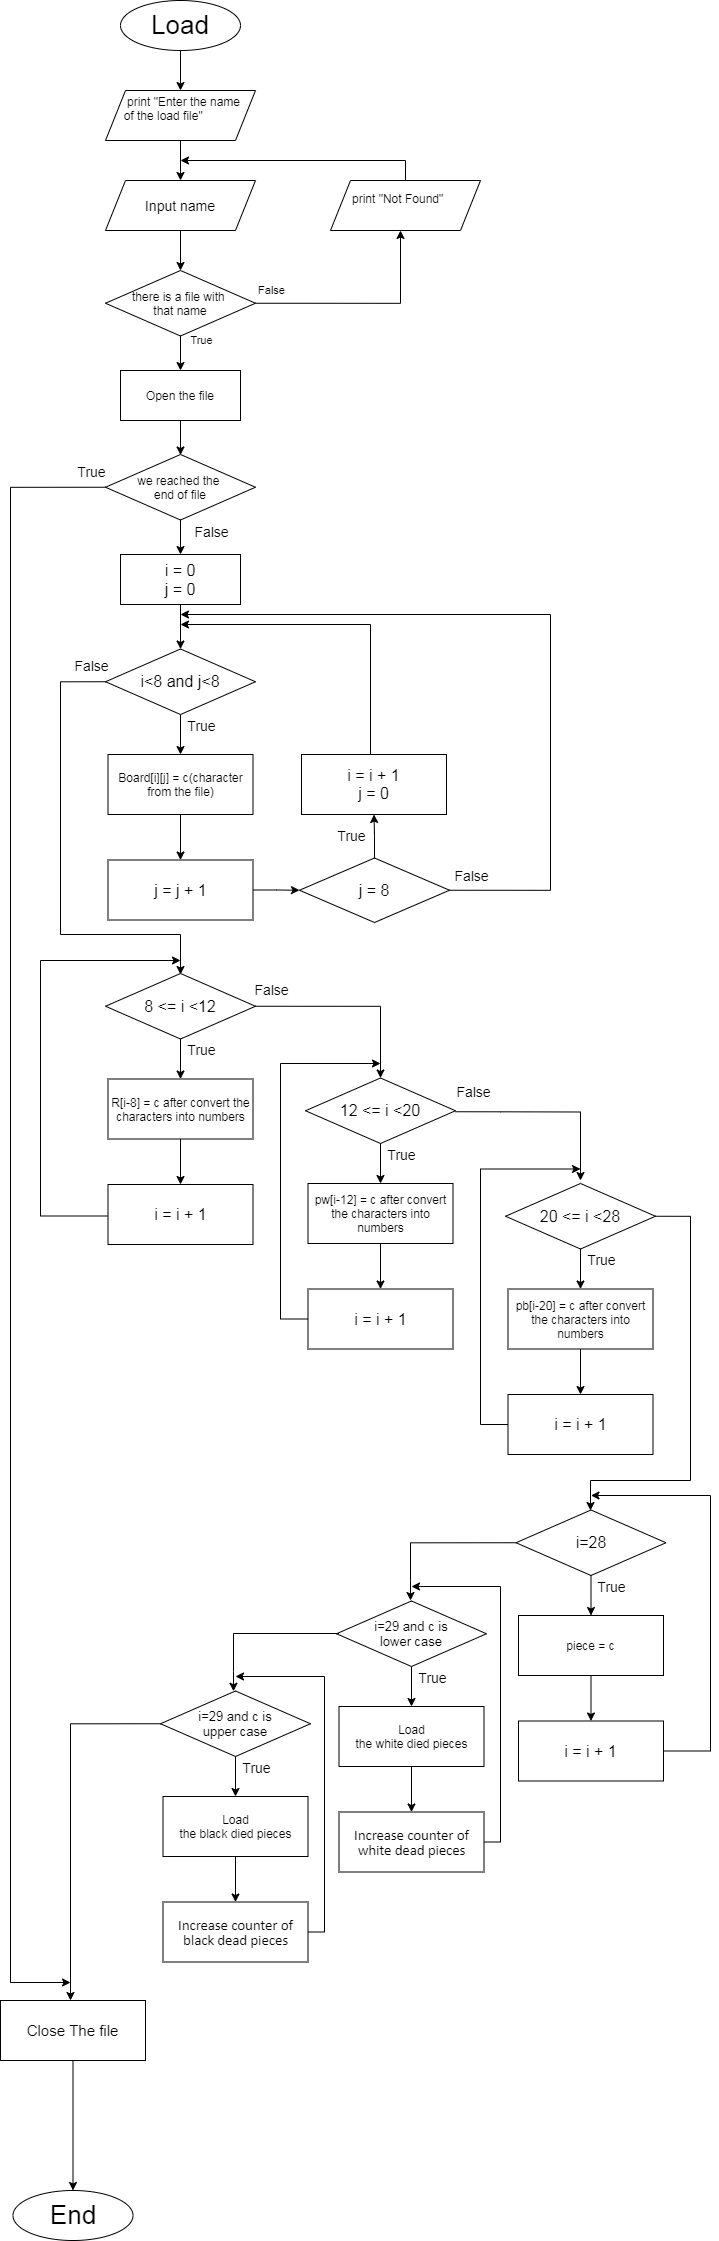 Load
print "Enter the name
of the load file"
Input name
print "Not Found"
there is a file with
that name
False
True
Open the file
we reached the
end of file
True
False
i = 0
j = 0
i<8 and j<8
False
True
Board[i][j] = c(character
from the file)
i = i + 1
j = 0
True
j = j + 1
j = 8
False
8 <= i <12
False
True
R[i-8] = c after convert the
characters into numbers
i = i + 1
12 <= i <20
False
True
pw[i-12] = c after convert
the characters into
numbers
i = i + 1
20 <= i <28
True
pb[i-20] = c after convert
the characters into
numbers
i = i + 1
i=28
True
piece = c
i = i + 1
i=29 and c is
lower case
True
Load
the white died pieces
Increase counter of
white dead pieces
i=29 and c is
upper case
True
Load
the black died pieces
Increase counter of
black dead pieces
Close The file
End